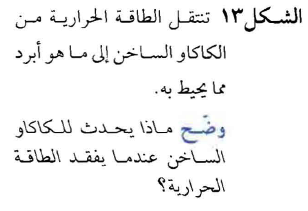 الشكل١٣ تنتقل الطاقة الحرارية من
الكاكاو الساخن إلى ما هو أبرد
مما يحيط به.
وضّح ماذا يحدث للكاكاو
الساخن عندما يفقد الطاقة
الحرارية؟